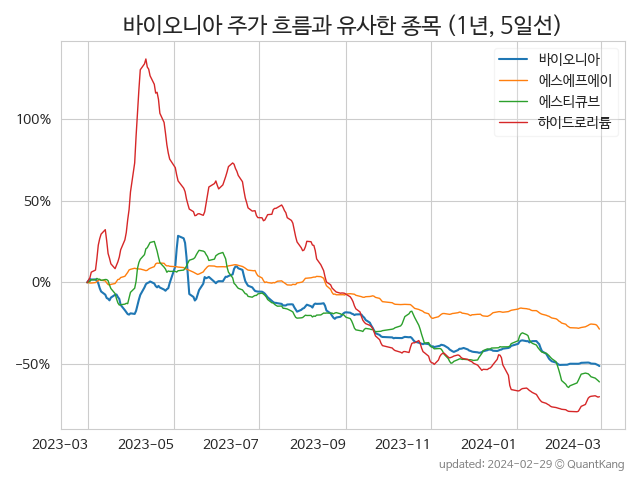 바이오니아 주가 흐름과 유사한 종목 (1년, 5일선)
바이오니아
에스에프에이
에스티큐브
하이드로리튬
100%
50%
0%
−50%
2023-03 2023-05 2023-07 2023-09 2023-11 2024-01 2024-03
updated: 2024-02-29 © QuantKang